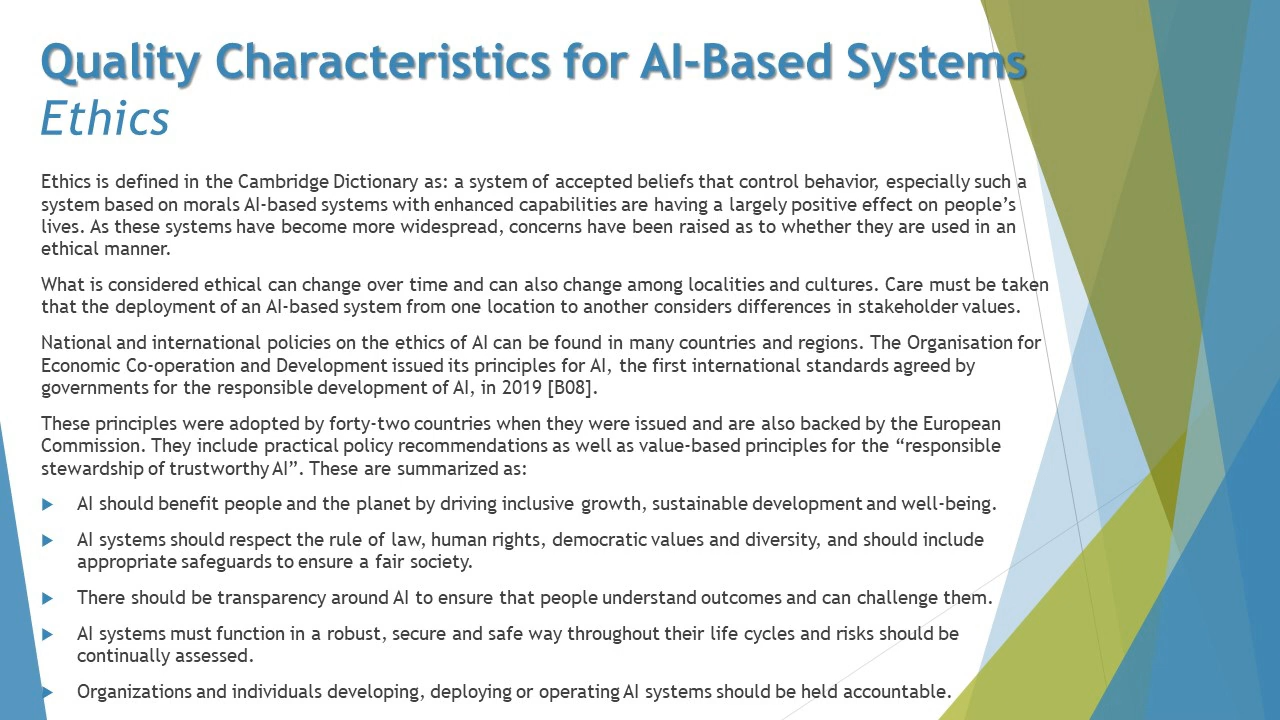 Quality Characteristics for AI-Based Systems
Ethics
Ethics is defined in the Cambridge Dictionary as: a system of accepted beliefs that control behavior, especially such a
system based on morals AI-based systems with enhanced capabilities are having a largely positive effect on people’s
lives. As these systems have become more widespread, concerns have been raised as to whether they are used in an
ethical manner.
What is considered ethical can change over time and can also change among localities and cultures. Care must be taken
that the deployment of an AI-based system from one location to another considers differences in stakeholder values.
National and international policies on the ethics of AI can be found in many countries and regions. The Organisation for
Economic Co-operation and Development issued its principles for AI, the first international standards agreed by
governments for the responsible development of AI, in 2019 [B08].
These principles were adopted by forty-two countries when they were issued and are also backed by the European
Commission. They include practical policy recommendations as well as value-based principles for the “responsible
stewardship of trustworthy AI”. These are summarized as:
AI should benefit people and the planet by driving inclusive growth, sustainable development and well-being.
AI systems should respect the rule of law, human rights, democratic values and diversity, and should include
appropriate safeguards to ensure a fair society.
There should be transparency around AI to ensure that people understand outcomes and can challenge them.
AI systems must function in a robust, secure and safe way throughout their life cycles and risks should be
continually assessed.
Organizations and individuals developing, deploying or operating AI systems should be held accountable.